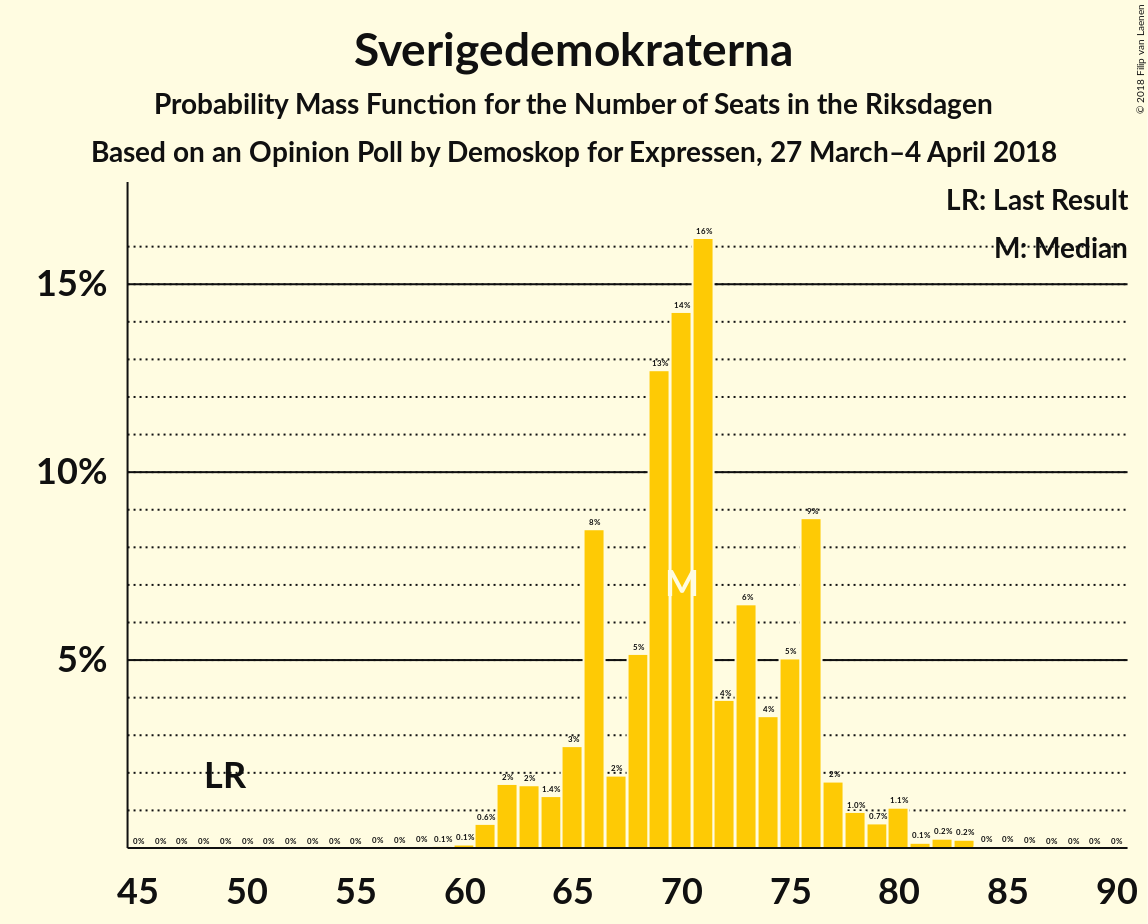 Sverigedemokraterna
Probability Mass Function for the Number of Seats in the Riksdagen
Based on an Opinion Poll by Demoskop for Expressen, 27 March–4 April 2018
© 2018 Filip van Laenen
LR: Last Result
M: Median
15%
10%
5%
LR
M
0% 0% 0% 0% 0% 0% 0% 0% 0% 0% 0% 0% 0% 0% 0.1% 0.1% 0.6% 2% 2% 1.4% 3% 8% 2% 5% 13% 14% 16% 4% 6% 4% 5% 9% 2% 1.0% 0.7% 1.1% 0.1% 0.2% 0.2% 0% 0% 0% 0% 0% 0% 0%
45 50 55 60 65 70 75 80 85 90